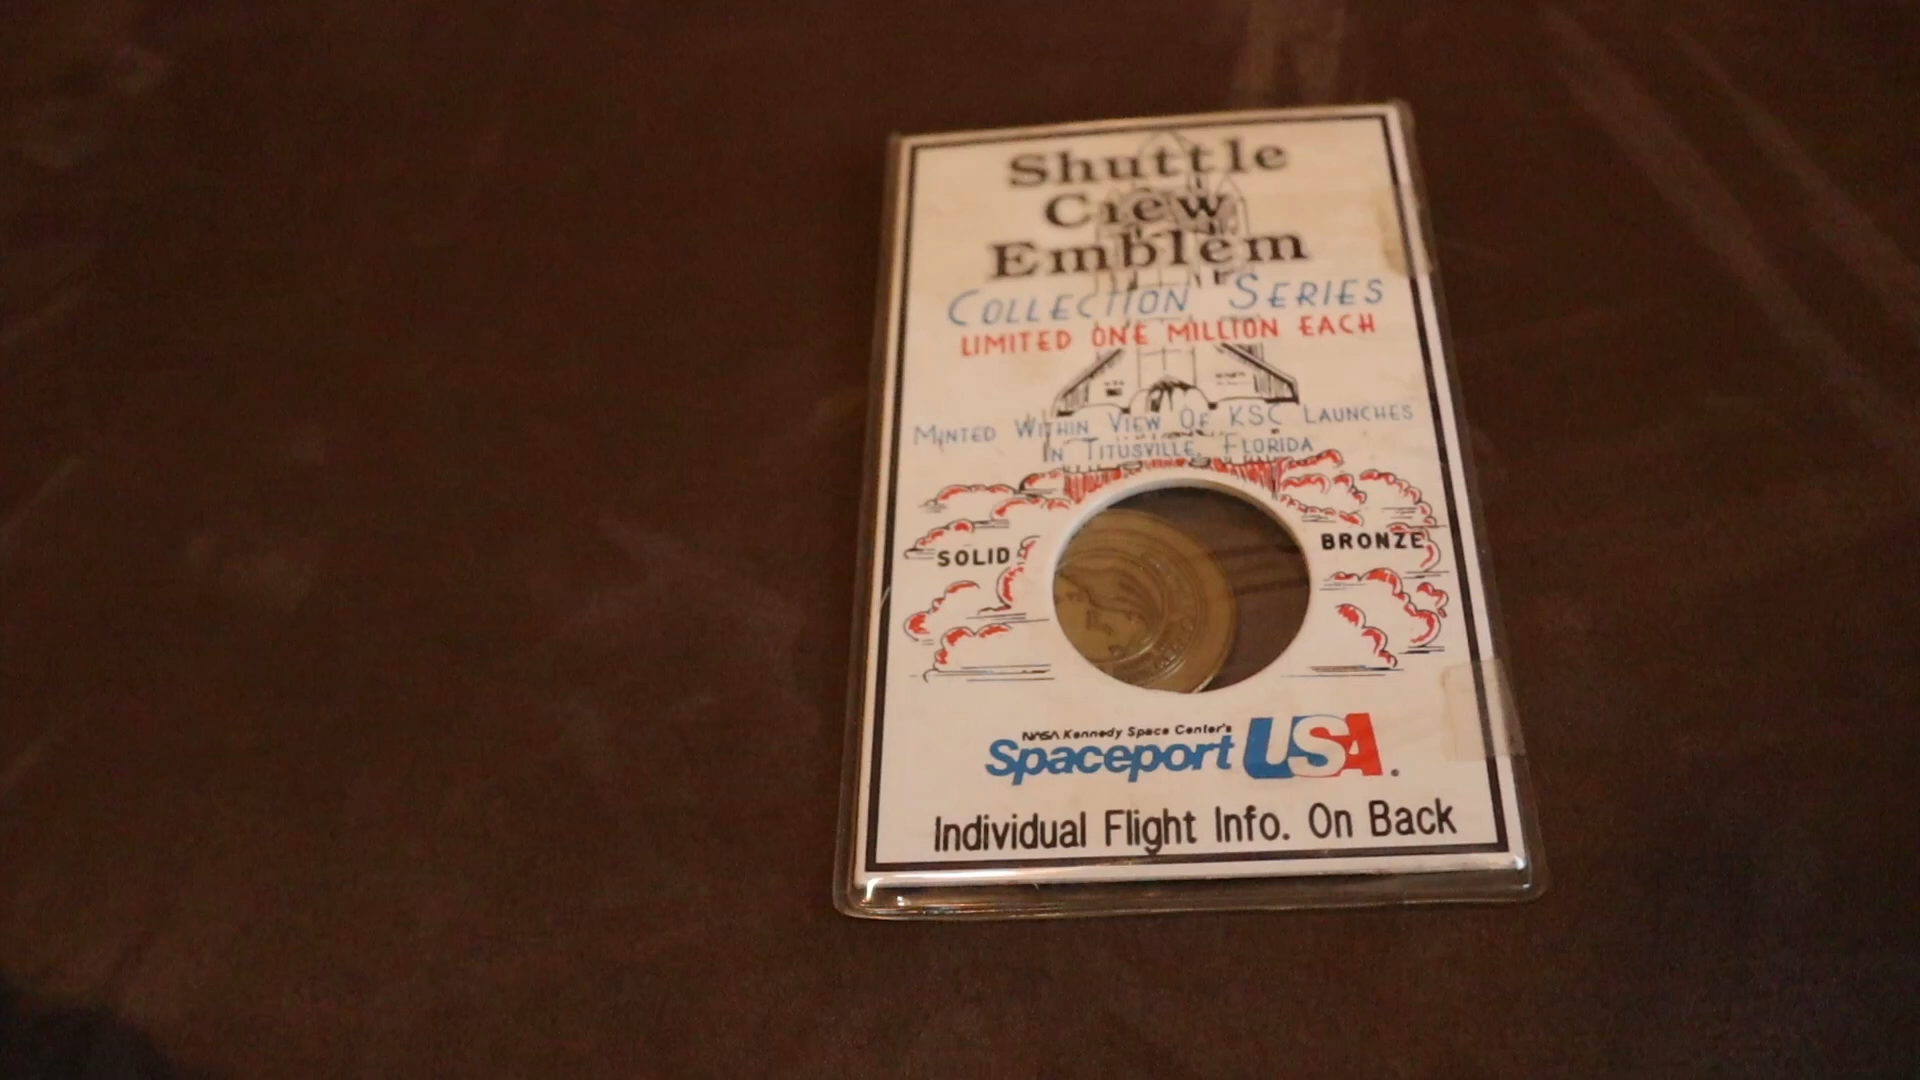 Shuttle
Crew
Emblem
COLLECTION SERIES
LIMITED ONE MILLION EACH
MINTED WITHIN VIEW OF KSC LAUNCHES
IN TITUSVILLE, FLORIDA
SOLID
BRONZE
NASA Kennedy Space Center's
Spaceport USA
Individual Flight Info. On Back